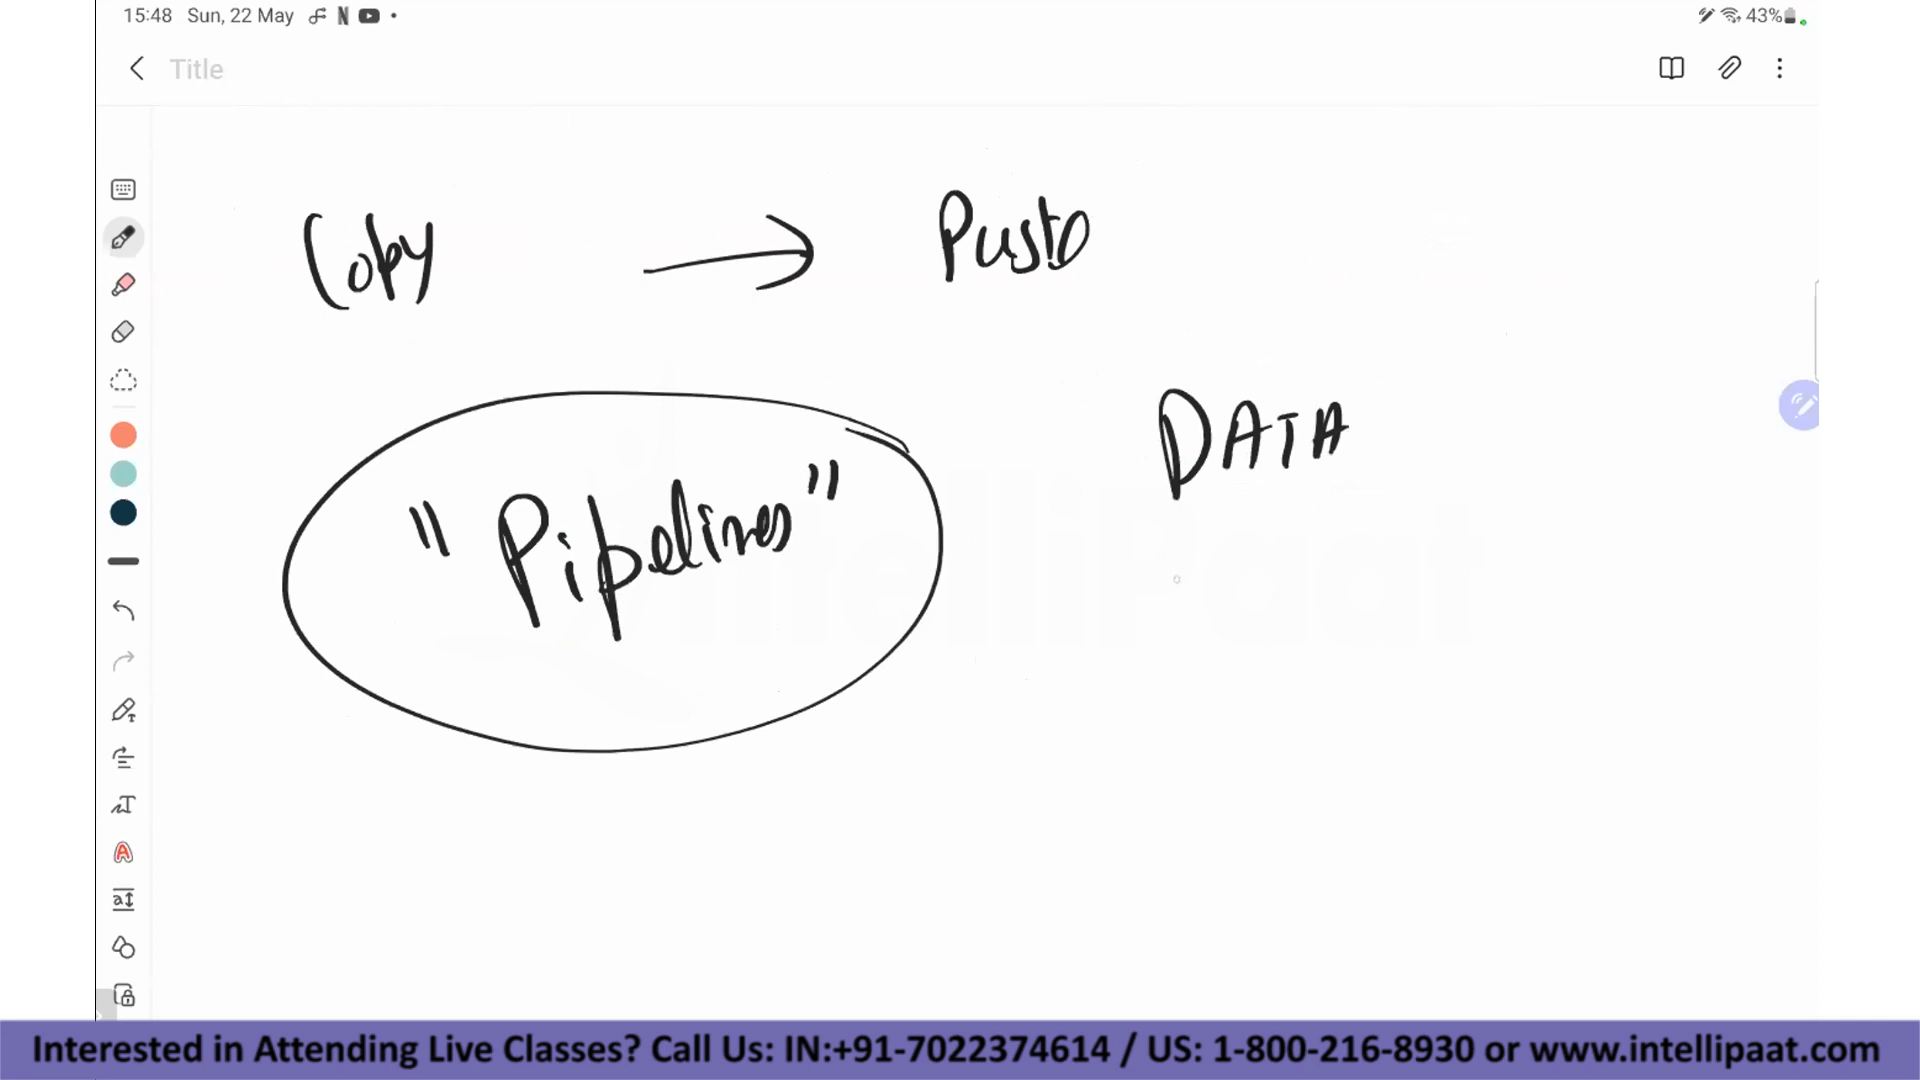 15:48 Sun, 22 May
43%
Title
Copy → Paste
DATA
"Pipelines"
IntelliPaat
Interested in Attending Live Classes? Call Us: IN:+91-7022374614 / US: 1-800-216-8930 or www.intellipaat.com